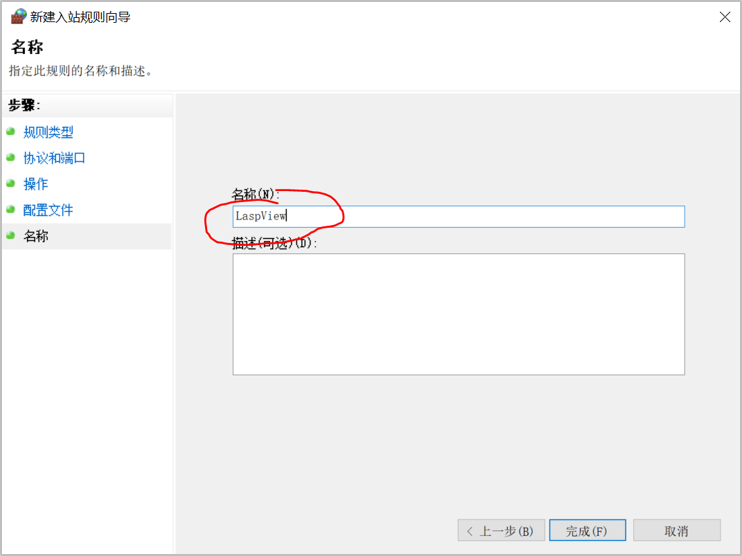 新建入站规则向导
名称
指定此规则的名称和描述。
步骤:
规则类型
协议和端口
操作
配置文件
名称
名称(N):
LaspView
描述(可选)(D):
< 上一步(B)
完成(F)
取消